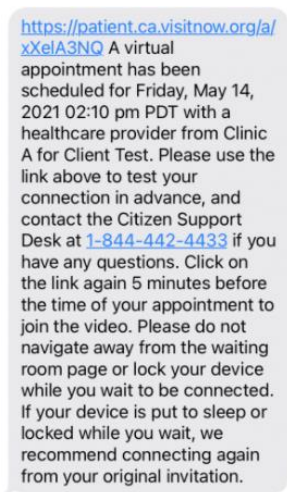 https://patient.ca.visitnow.org/a/
xXelA3NQ A virtual
appointment has been
scheduled for Friday, May 14,
2021 02:10 pm PDT with a
healthcare provider from Clinic
A for Client Test. Please use the
link above to test your
connection in advance, and
contact the Citizen Support
Desk at 1-844-442-4433 if you
have any questions. Click on
the link again 5 minutes before
the time of your appointment to
join the video. Please do not
navigate away from the waiting
room page or lock your device
while you wait to be connected.
If your device is put to sleep or
locked while you wait, we
recommend connecting again
from your original invitation.